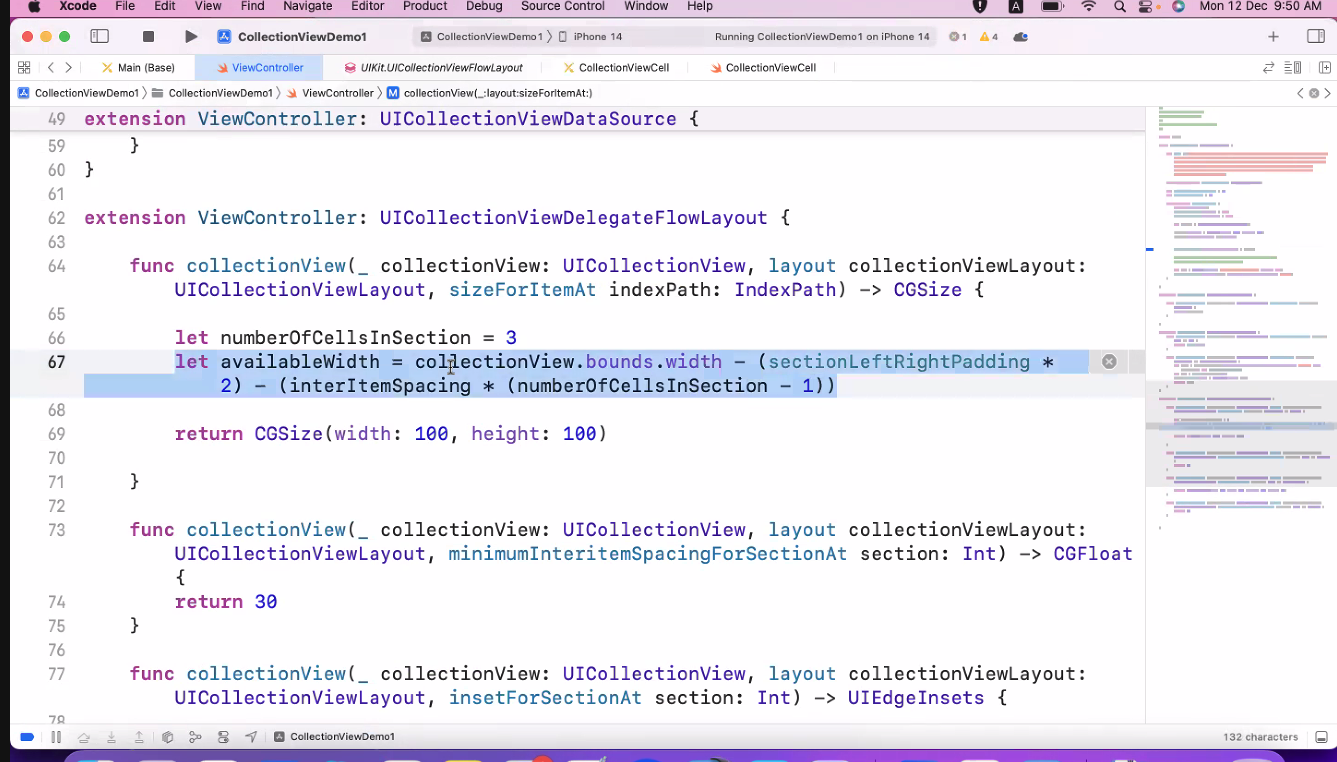 Xcode File Edit View Find Navigate Editor Product Debug Source Control Window Help A Mon 12 Dec 9:50 AM
CollectionViewDemo1 CollectionViewDemo1 〉 iPhone 14 Running CollectionViewDemo1 on iPhone 14 1 4
Main (Base) ViewController UIKit.UICollectionViewFlowLayout CollectionViewCell CollectionViewCell
CollectionViewDemo1 〉 CollectionViewDemo1 〉 ViewController 〉 M collectionView(_:layout:sizeForItemAt:)
49 extension ViewController: UICollectionViewDataSource {
59 }
60 }
61
62 extension ViewController: UICollectionViewDelegateFlowLayout {
63
64 func collectionView(_ collectionView: UICollectionView, layout collectionViewLayout:
UICollectionViewLayout, sizeForItemAt indexPath: IndexPath) -> CGSize {
65
66 let numberOfCellsInSection = 3
67 let availableWidth = collectionView.bounds.width - (sectionLeftRightPadding *
2) - (interItemSpacing * (numberOfCellsInSection - 1))
68
69 return CGSize(width: 100, height: 100)
70
71 }
72
73 func collectionView(_ collectionView: UICollectionView, layout collectionViewLayout:
UICollectionViewLayout, minimumInteritemSpacingForSectionAt section: Int) -> CGFloat
{
74 return 30
75 }
76
77 func collectionView(_ collectionView: UICollectionView, layout collectionViewLayout:
UICollectionViewLayout, insetForSectionAt section: Int) -> UIEdgeInsets {
78
CollectionViewDemo1 132 characters